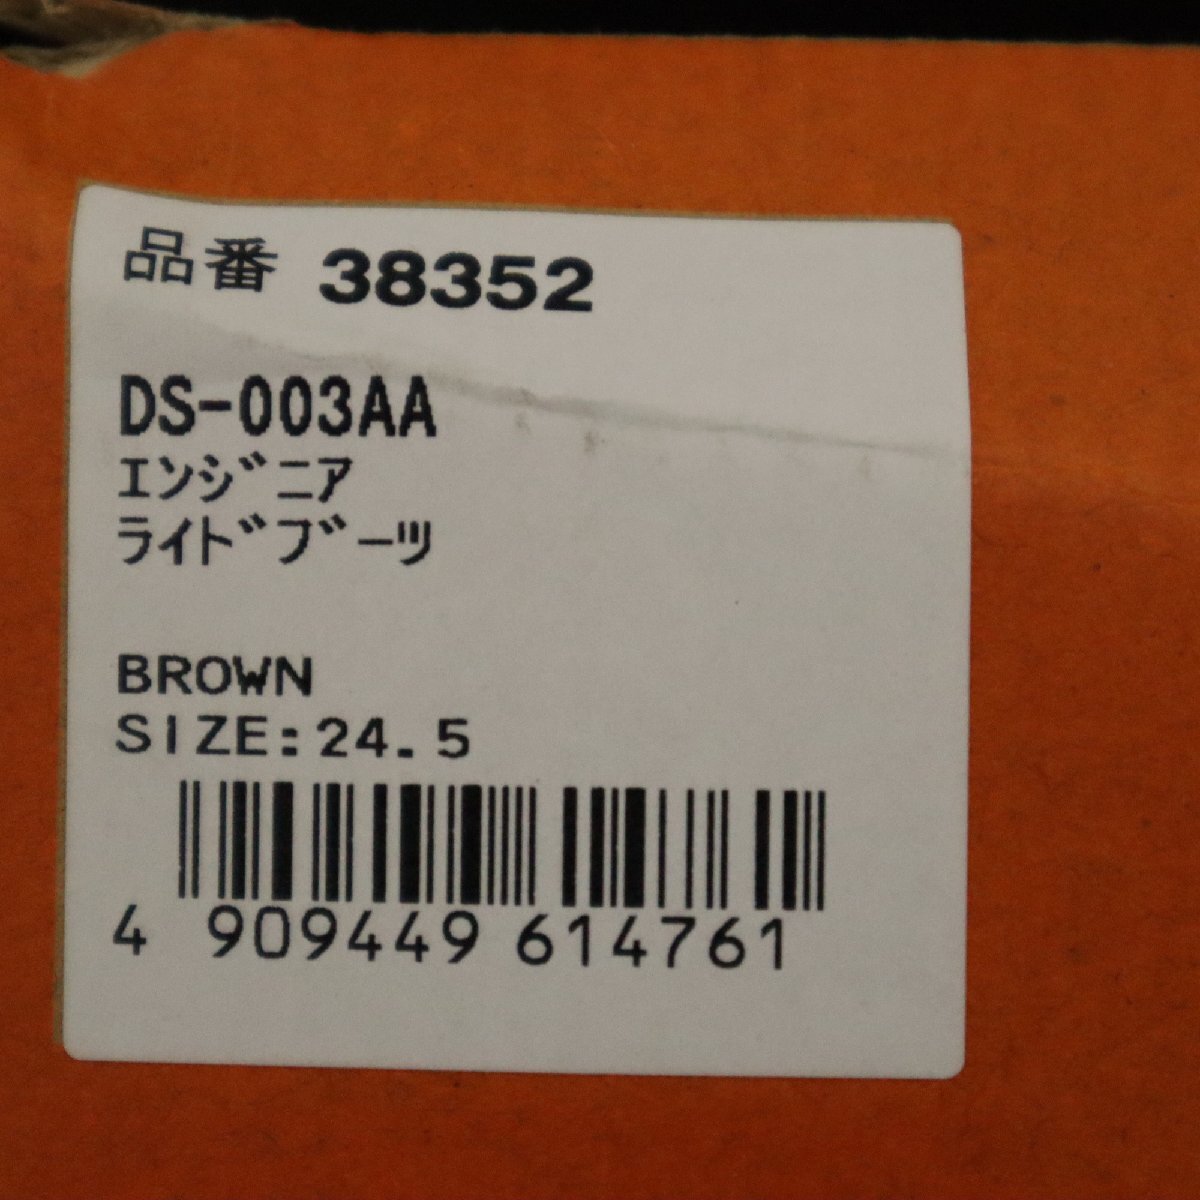 品番 38352
DS-003AA
ｴﾝｼﾞﾆｱ
ﾗｲﾄﾞﾌﾞｰﾂ
BROWN
SIZE:24.5
4 909449 614761